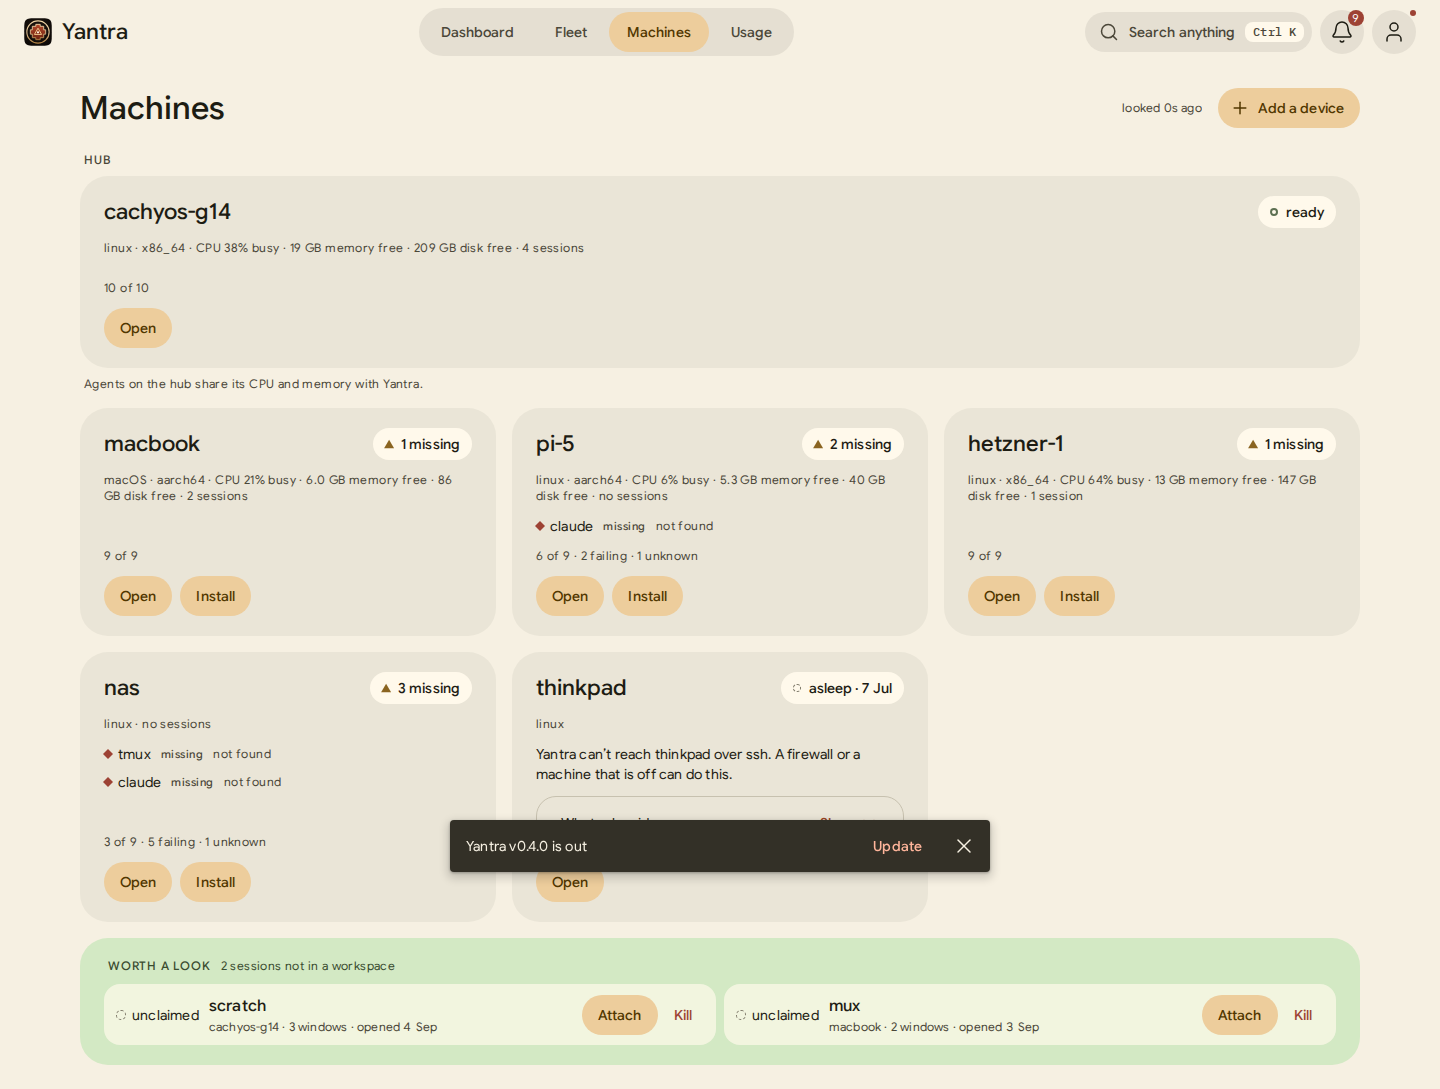 Yantra
Dashboard
Fleet
Machines
Usage
Search anything
Ctrl K
9
Machines
looked 0s ago
Add a device
HUB
cachyos-g14
ready
linux · x86_64 · CPU 38% busy · 19 GB memory free · 209 GB disk free · 4 sessions
10 of 10
Open
Agents on the hub share its CPU and memory with Yantra.
macbook
1 missing
macOS · aarch64 · CPU 21% busy · 6.0 GB memory free · 86
GB disk free · 2 sessions
9 of 9
Open
Install
pi-5
2 missing
linux · aarch64 · CPU 6% busy · 5.3 GB memory free · 40 GB
disk free · no sessions
claude missing not found
6 of 9 · 2 failing · 1 unknown
Open
Install
hetzner-1
1 missing
linux · x86_64 · CPU 64% busy · 13 GB memory free · 147 GB
disk free · 1 session
9 of 9
Open
Install
nas
3 missing
linux · no sessions
tmux missing not found
claude missing not found
3 of 9 · 5 failing · 1 unknown
Open
Install
thinkpad
asleep · 7 Jul
linux
Yantra can't reach thinkpad over ssh. A firewall or a
machine that is off can do this.
Open
Yantra v0.4.0 is out
Update
WORTH A LOOK 2 sessions not in a workspace
unclaimed
scratch
cachyos-g14 · 3 windows · opened 4 Sep
Attach
Kill
unclaimed
mux
macbook · 2 windows · opened 3 Sep
Attach
Kill